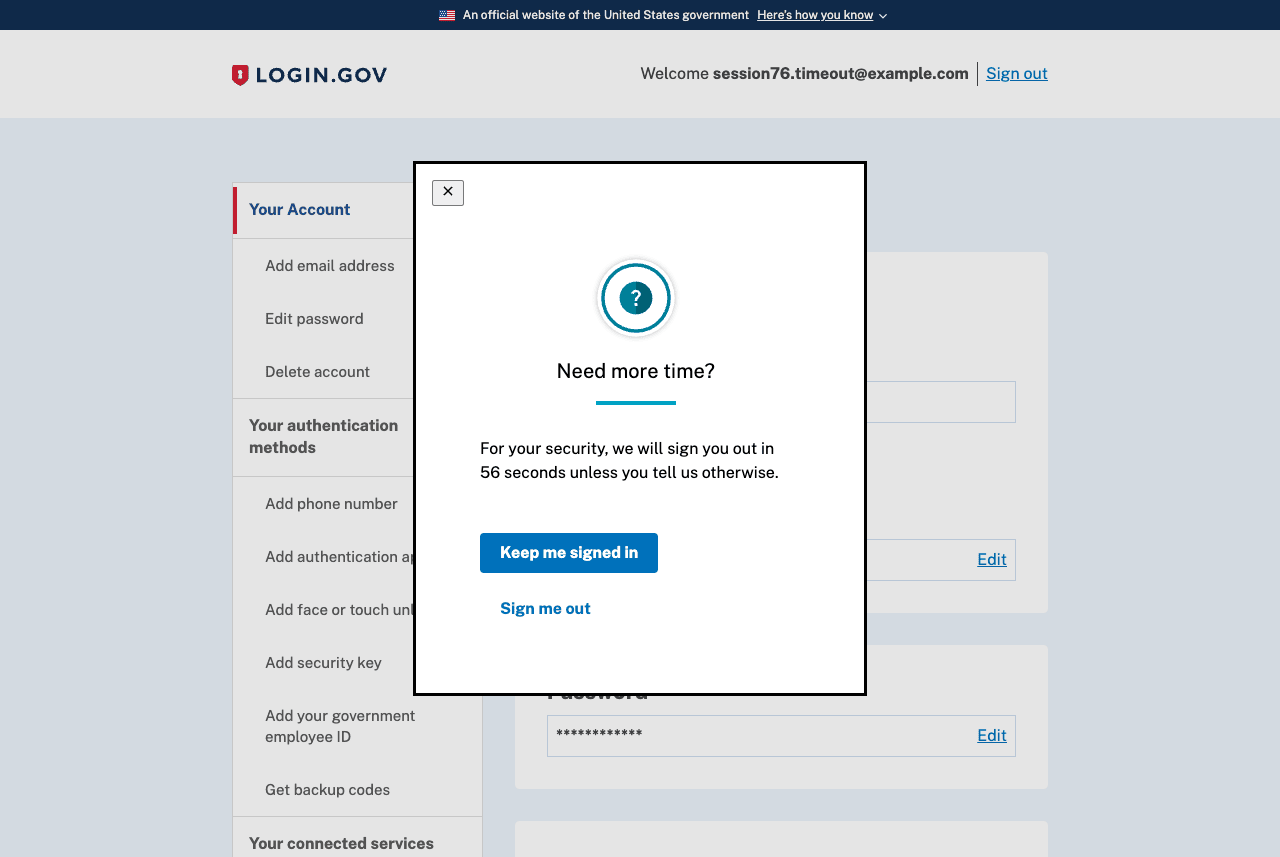 An official website of the United States government Here's how you know
LOGIN.GOV
Welcome session76.timeout@example.com Sign out
Your Account
Add email address
Edit password
Delete account
Your authentication
methods
Add phone number
Add authentication
Add face or touch
Add security key
Add your government
employee ID
Get backup codes
Your connected services
×
?
Need more time?
For your security, we will sign you out in
56 seconds unless you tell us otherwise.
Keep me signed in
Sign me out
Edit
Password
************ Edit